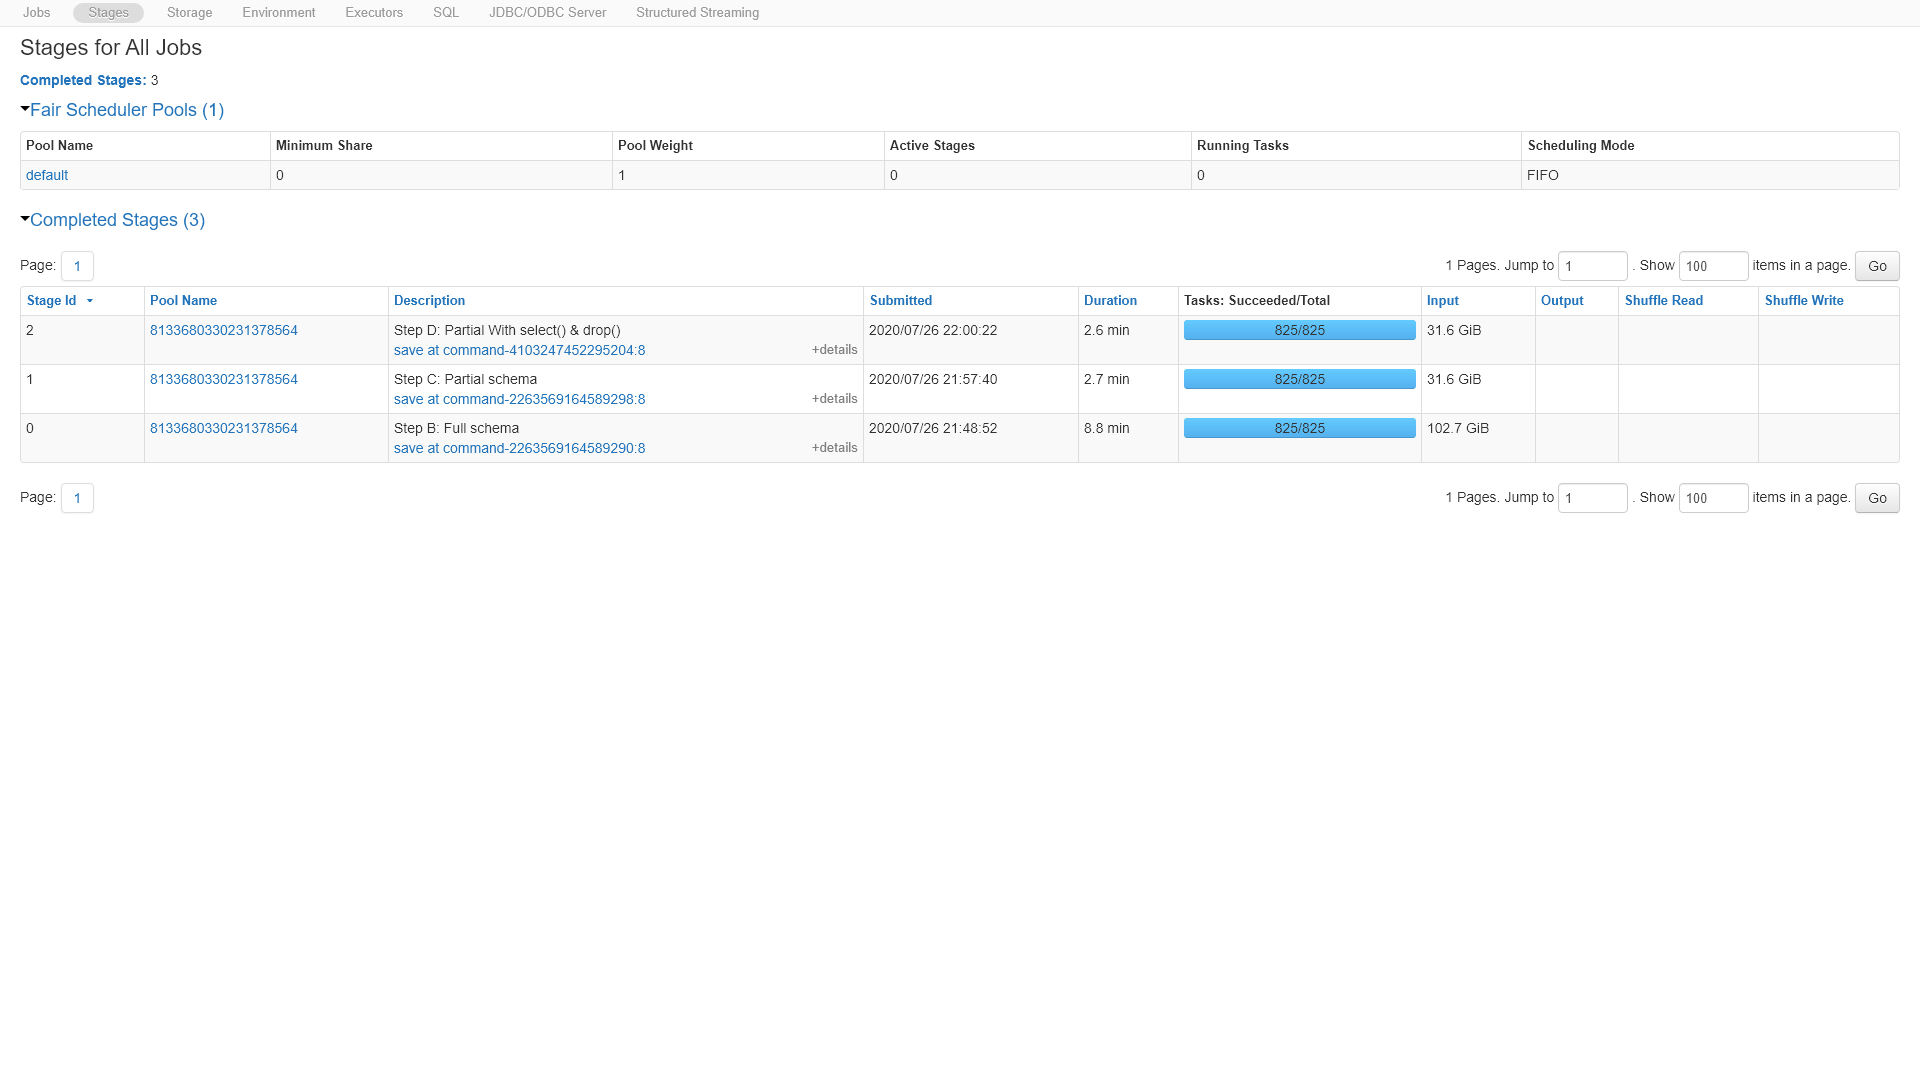 Jobs Stages Storage Environment Executors SQL JDBC/ODBC Server Structured Streaming
Stages for All Jobs
Completed Stages: 3
Fair Scheduler Pools (1)
Pool Name Minimum Share Pool Weight Active Stages Running Tasks Scheduling Mode
default 0 1 0 0 FIFO
Completed Stages (3)
Page: 1 1 Pages. Jump to 1 . Show 100 items in a page. Go
Stage Id Pool Name Description Submitted Duration Tasks: Succeeded/Total Input Output Shuffle Read Shuffle Write
2 8133680330231378564 Step D: Partial With select() & drop() 2020/07/26 22:00:22 2.6 min 825/825 31.6 GiB
save at command-4103247452295204:8 +details
1 8133680330231378564 Step C: Partial schema 2020/07/26 21:57:40 2.7 min 825/825 31.6 GiB
save at command-2263569164589298:8 +details
0 8133680330231378564 Step B: Full schema 2020/07/26 21:48:52 8.8 min 825/825 102.7 GiB
save at command-2263569164589290:8 +details
Page: 1 1 Pages. Jump to 1 . Show 100 items in a page. Go